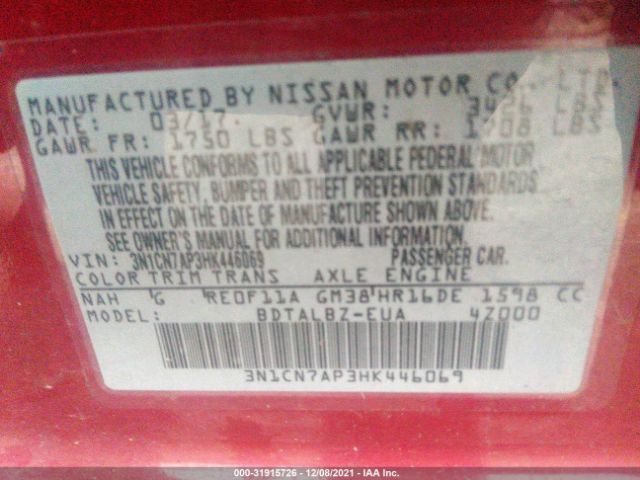 MANUFACTURED BY NISSAN MOTOR CO., LTD.
DATE: 03/17. GVWR: LBS
GAWR FR: 1750 LBS GAWR RR: 1708 LBS
THIS VEHICLE CONFORMS TO ALL APPLICABLE FEDERAL MOTOR
VEHICLE SAFETY, BUMPER AND THEFT PREVENTION STANDARDS
IN EFFECT ON THE DATE OF MANUFACTURE SHOWN ABOVE.
SEE OWNER'S MANUAL FOR ADDITIONAL INFORMATION.
VIN: 3N1CN7AP3HK446069 PASSENGER CAR.
COLOR TRIM TRANS AXLE ENGINE
NAH G RE0F11A GM38 HR16DE 1598 CC
MODEL: BDTALBZ-EUA 4Z000
3N1CN7AP3HK446069
000-31915726 - 12/08/2021 - IAA Inc.